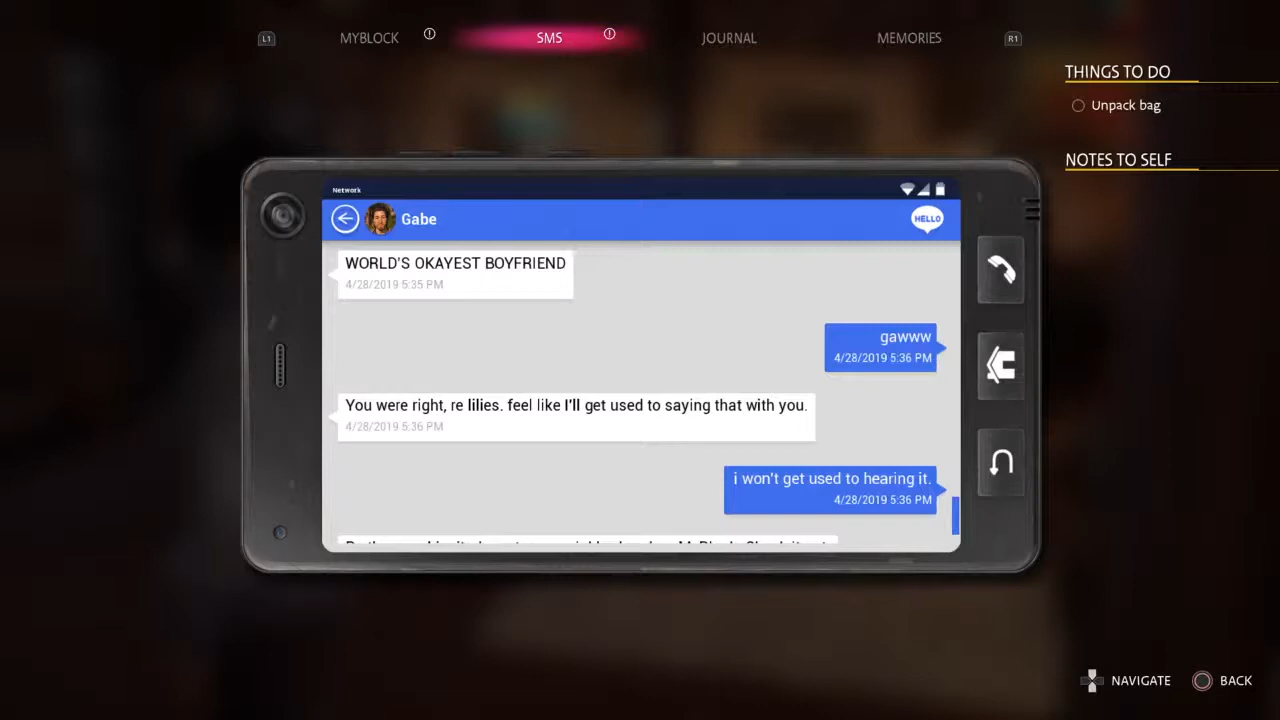 L1
MYBLOCK
SMS
JOURNAL
MEMORIES
R1
THINGS TO DO
Unpack bag
NOTES TO SELF
Network
Gabe
HELLO
WORLD'S OKAYEST BOYFRIEND
4/28/2019 5:35 PM
gawww
4/28/2019 5:36 PM
You were right, re lilies. feel like I'll get used to saying that with you.
4/28/2019 5:36 PM
i won't get used to hearing it.
4/28/2019 5:36 PM
NAVIGATE
BACK